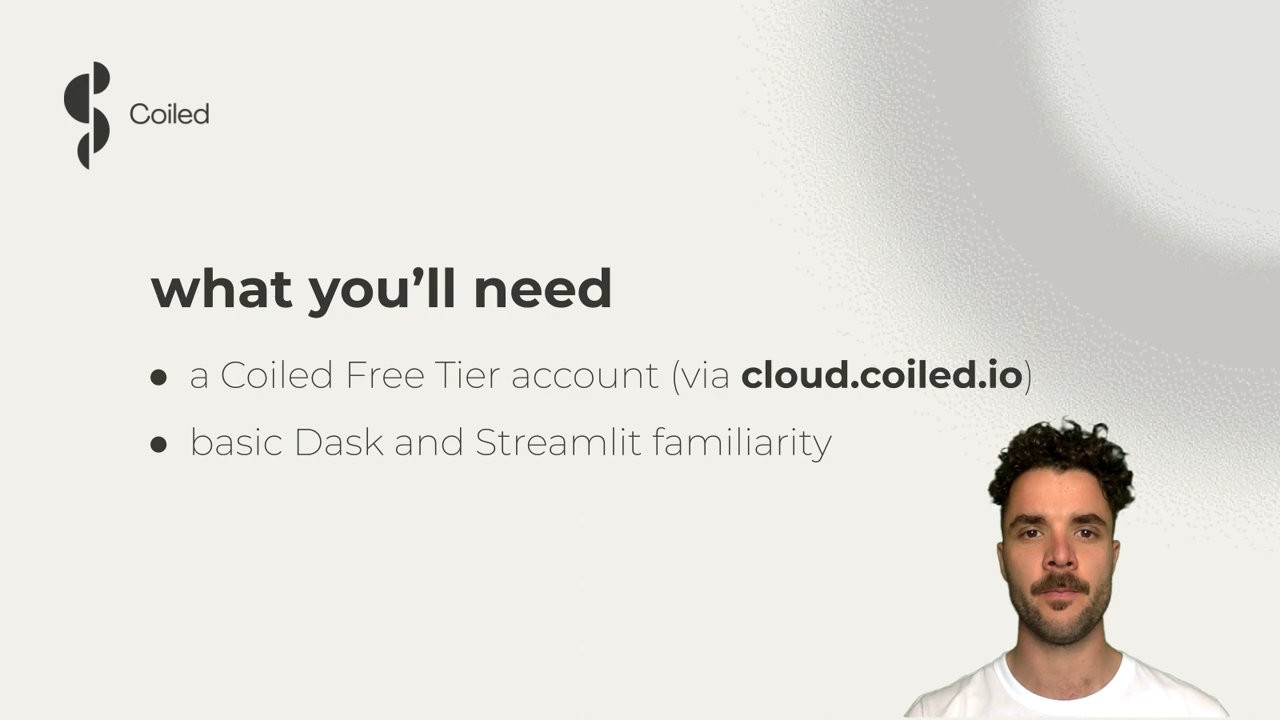 Coiled
what you’ll need
● a Coiled Free Tier account (via cloud.coiled.io)
● basic Dask and Streamlit familiarity